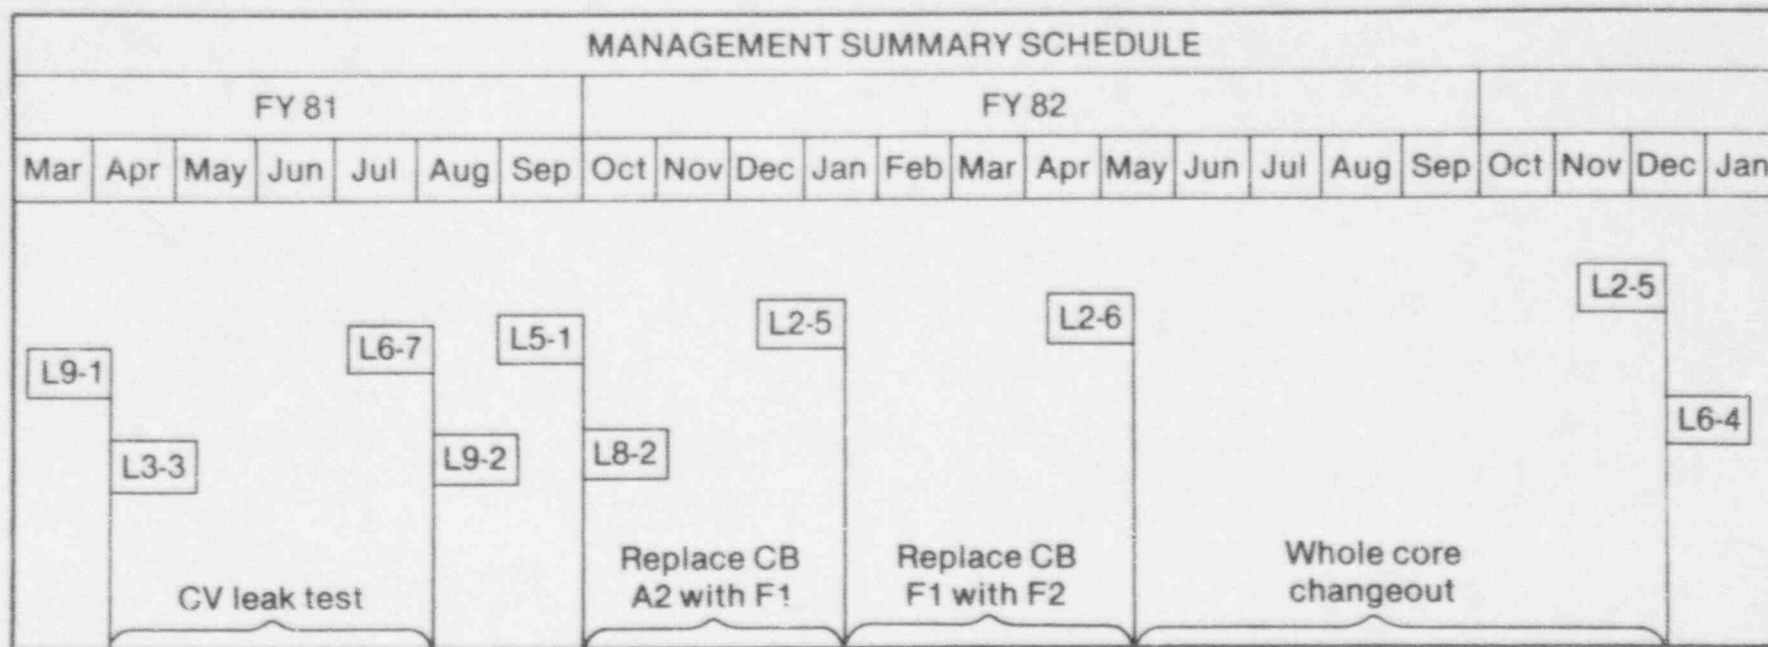 MANAGEMENT SUMMARY SCHEDULE
FY 81 FY 82
Mar Apr May Jun Jul Aug Sep Oct Nov Dec Jan Feb Mar Apr May Jun Jul Aug Sep Oct Nov Dec Jan
L2-5
L2-5 L2-6
L6-7 L5-1
L9-1
L6-4
L3-3 L9-2 L8-2
Replace CB Replace CB Whole core
CV leak test A2 with F1 F1 with F2 changeout